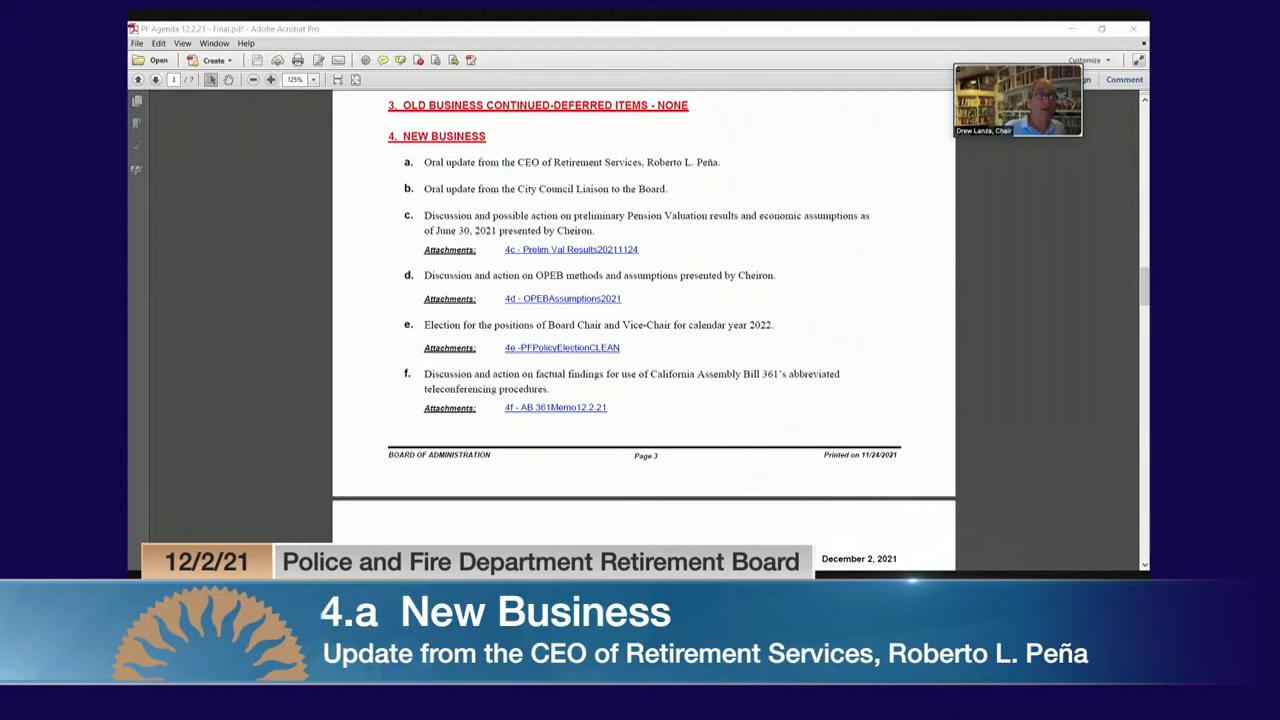 PF Agenda 12.2.21 - Final.pdf - Adobe Acrobat Pro
File Edit View Window Help
Open Create Customize
/ 7 125% Comment
3. OLD BUSINESS CONTINUED-DEFERRED ITEMS - NONE
4. NEW BUSINESS
a. Oral update from the CEO of Retirement Services, Roberto L. Peña.
b. Oral update from the City Council Liaison to the Board.
c. Discussion and possible action on preliminary Pension Valuation results and economic assumptions as
of June 30, 2021 presented by Cheiron.
Attachments: 4c - Prelim Val Results20211124
d. Discussion and action on OPEB methods and assumptions presented by Cheiron.
Attachments: 4d - OPEBAssumptions2021
e. Election for the positions of Board Chair and Vice-Chair for calendar year 2022.
Attachments: 4e -PFPolicyElectionCLEAN
f. Discussion and action on factual findings for use of California Assembly Bill 361's abbreviated
teleconferencing procedures.
Attachments: 4f - AB 361Memo12.2.21
BOARD OF ADMINISTRATION Page 3 Printed on 11/24/2021
Drew Lanza, Chair
December 2, 2021
12/2/21 Police and Fire Department Retirement Board
4.a New Business
Update from the CEO of Retirement Services, Roberto L. Peña